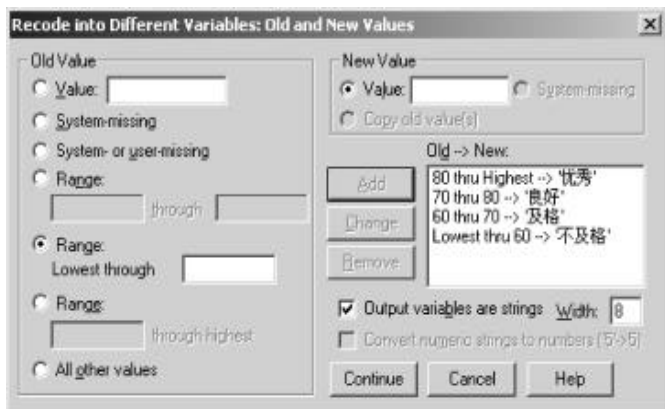 Recode into Different Variables: Old and New Values
Old Value
Value:
System-missing
System- or user-missing
Range:
through
Range:
Lowest through
Range:
through highest
All other values
New Value
Value:
System-missing
Copy old value(s)
Old --> New:
Add
Change
Remove
80 thru Highest --> '优秀'
70 thru 80 --> '良好'
60 thru 70 --> '及格'
Lowest thru 60 --> '不及格'
Output variables are strings Width: 8
Convert numeric strings to numbers ('5'->5)
Continue Cancel Help